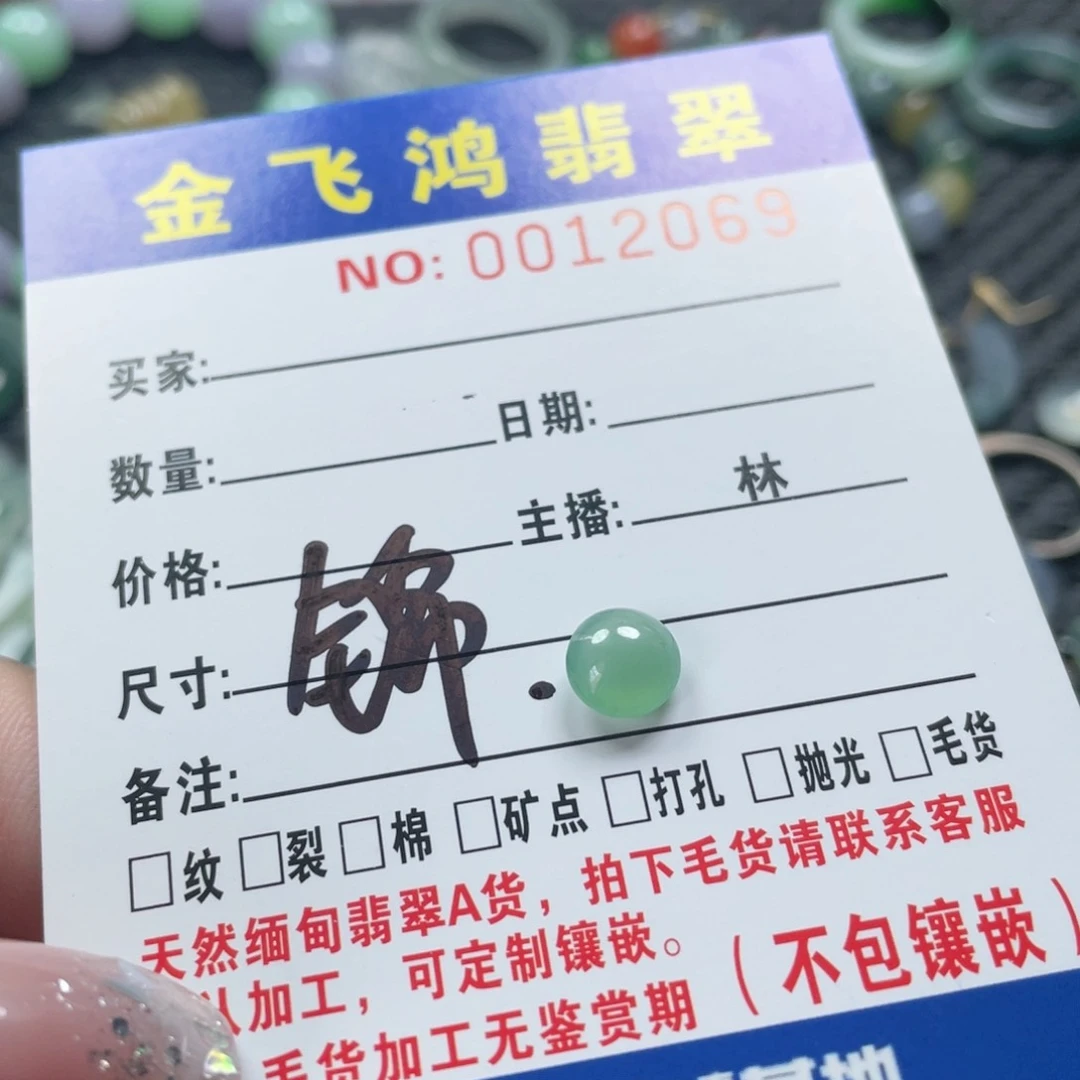 金飞鸿翡翠
NO: 0012069
买家:
数量: 日期:
价格: 主播: 林
尺寸:
锦.
备注:
□纹 □裂 □棉 □矿点 □打孔 □抛光 □毛货
天然缅甸翡翠A货，拍下毛货请联系客服
加工，可定制镶嵌。
毛货加工无鉴赏期（不包镶嵌）
基地